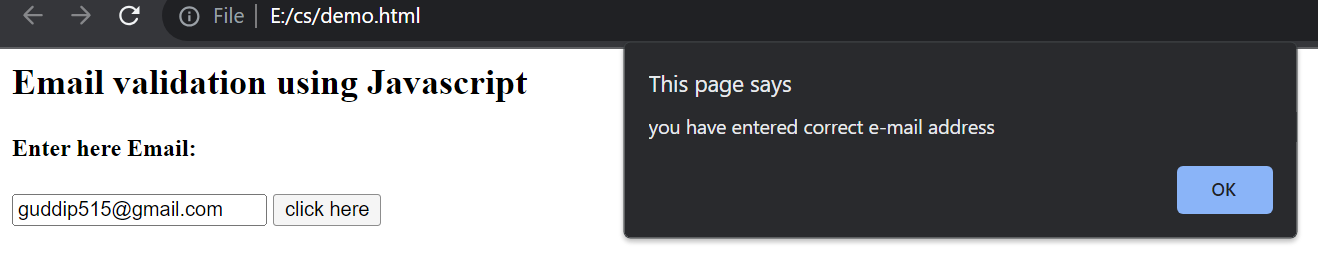 File E:/cs/demo.html
Email validation using Javascript
Enter here Email:
guddip515@gmail.com click here
This page says
you have entered correct e-mail address
OK